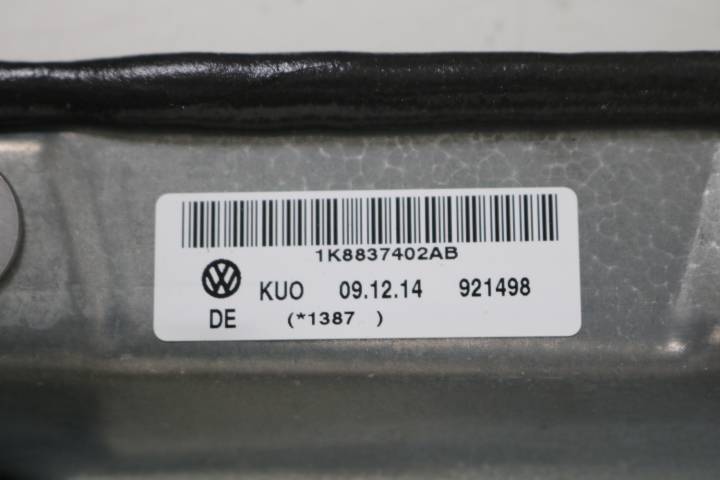 1K8837402AB
KUO 09.12.14 921498
DE (*1387 )